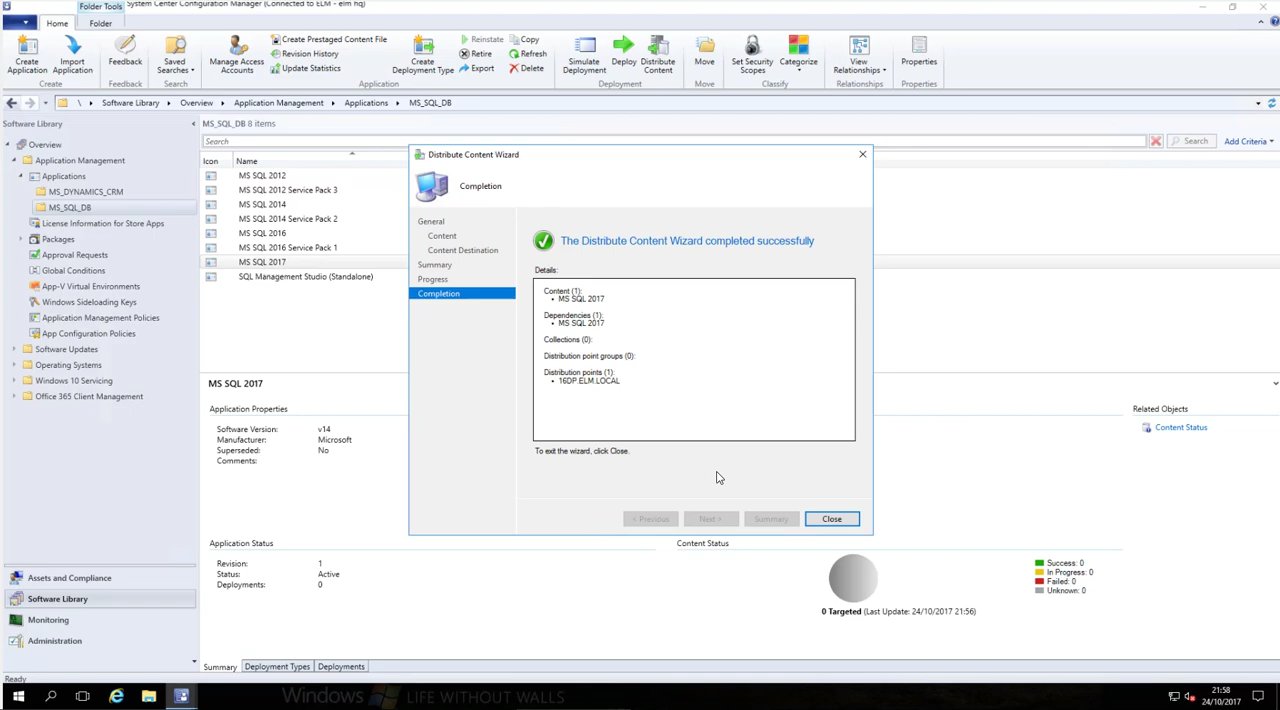 System Center Configuration Manager (Connected to ELM - elm hq)
Folder Tools
Home
Folder
Create Application
Import Application
Create
Feedback
Feedback
Saved Searches
Search
Manage Access Accounts
Create Prestaged Content File
Revision History
Update Statistics
Create Deployment Type
Reinstate
Retire
Export
Copy
Refresh
Delete
Application
Simulate Deployment
Deploy
Distribute Content
Deployment
Move
Move
Set Security Scopes
Categorize
Classify
View Relationships
Relationships
Properties
Properties
\ Software Library Overview Application Management Applications MS_SQL_DB
Software Library
Overview
Application Management
Applications
MS_DYNAMICS_CRM
MS_SQL_DB
License Information for Store Apps
Packages
Approval Requests
Global Conditions
App-V Virtual Environments
Windows Sideloading Keys
Application Management Policies
App Configuration Policies
Software Updates
Operating Systems
Windows 10 Servicing
Office 365 Client Management
Assets and Compliance
Software Library
Monitoring
Administration
MS_SQL_DB 8 items
Search
Search
Add Criteria
Icon Name
MS SQL 2012
MS SQL 2012 Service Pack 3
MS SQL 2014
MS SQL 2014 Service Pack 2
MS SQL 2016
MS SQL 2016 Service Pack 1
MS SQL 2017
SQL Management Studio (Standalone)
Distribute Content Wizard
Completion
General
Content
Content Destination
Summary
Progress
Completion
The Distribute Content Wizard completed successfully
Details:
Content (1):
• MS SQL 2017
Dependencies (1):
• MS SQL 2017
Collections (0):
Distribution point groups (0):
Distribution points (1):
• 16DP.ELM.LOCAL
To exit the wizard, click Close.
< Previous
Next >
Summary
Close
MS SQL 2017
Application Properties
Software Version: v14
Manufacturer: Microsoft
Superseded: No
Comments:
Related Objects
Content Status
Application Status
Revision: 1
Status: Active
Deployments: 0
Content Status
Success: 0
In Progress: 0
Failed: 0
Unknown: 0
0 Targeted (Last Update: 24/10/2017 21:56)
Summary
Deployment Types
Deployments
Ready
Windows LIFE WITHOUT WALLS
21:58
24/10/2017